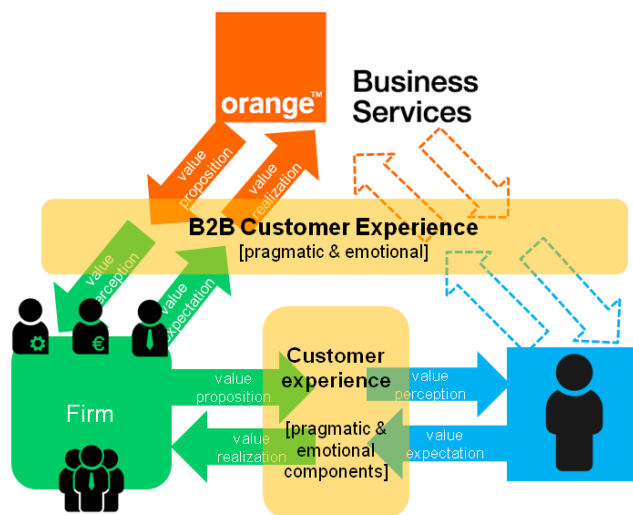 orange™
Business
Services
value
proposition
value
realization
B2B Customer Experience
[pragmatic & emotional]
value
perception
value
expectation
€
Firm
Customer
experience
[pragmatic &
emotional
components]
value
proposition
value
realization
value
perception
value
expectation